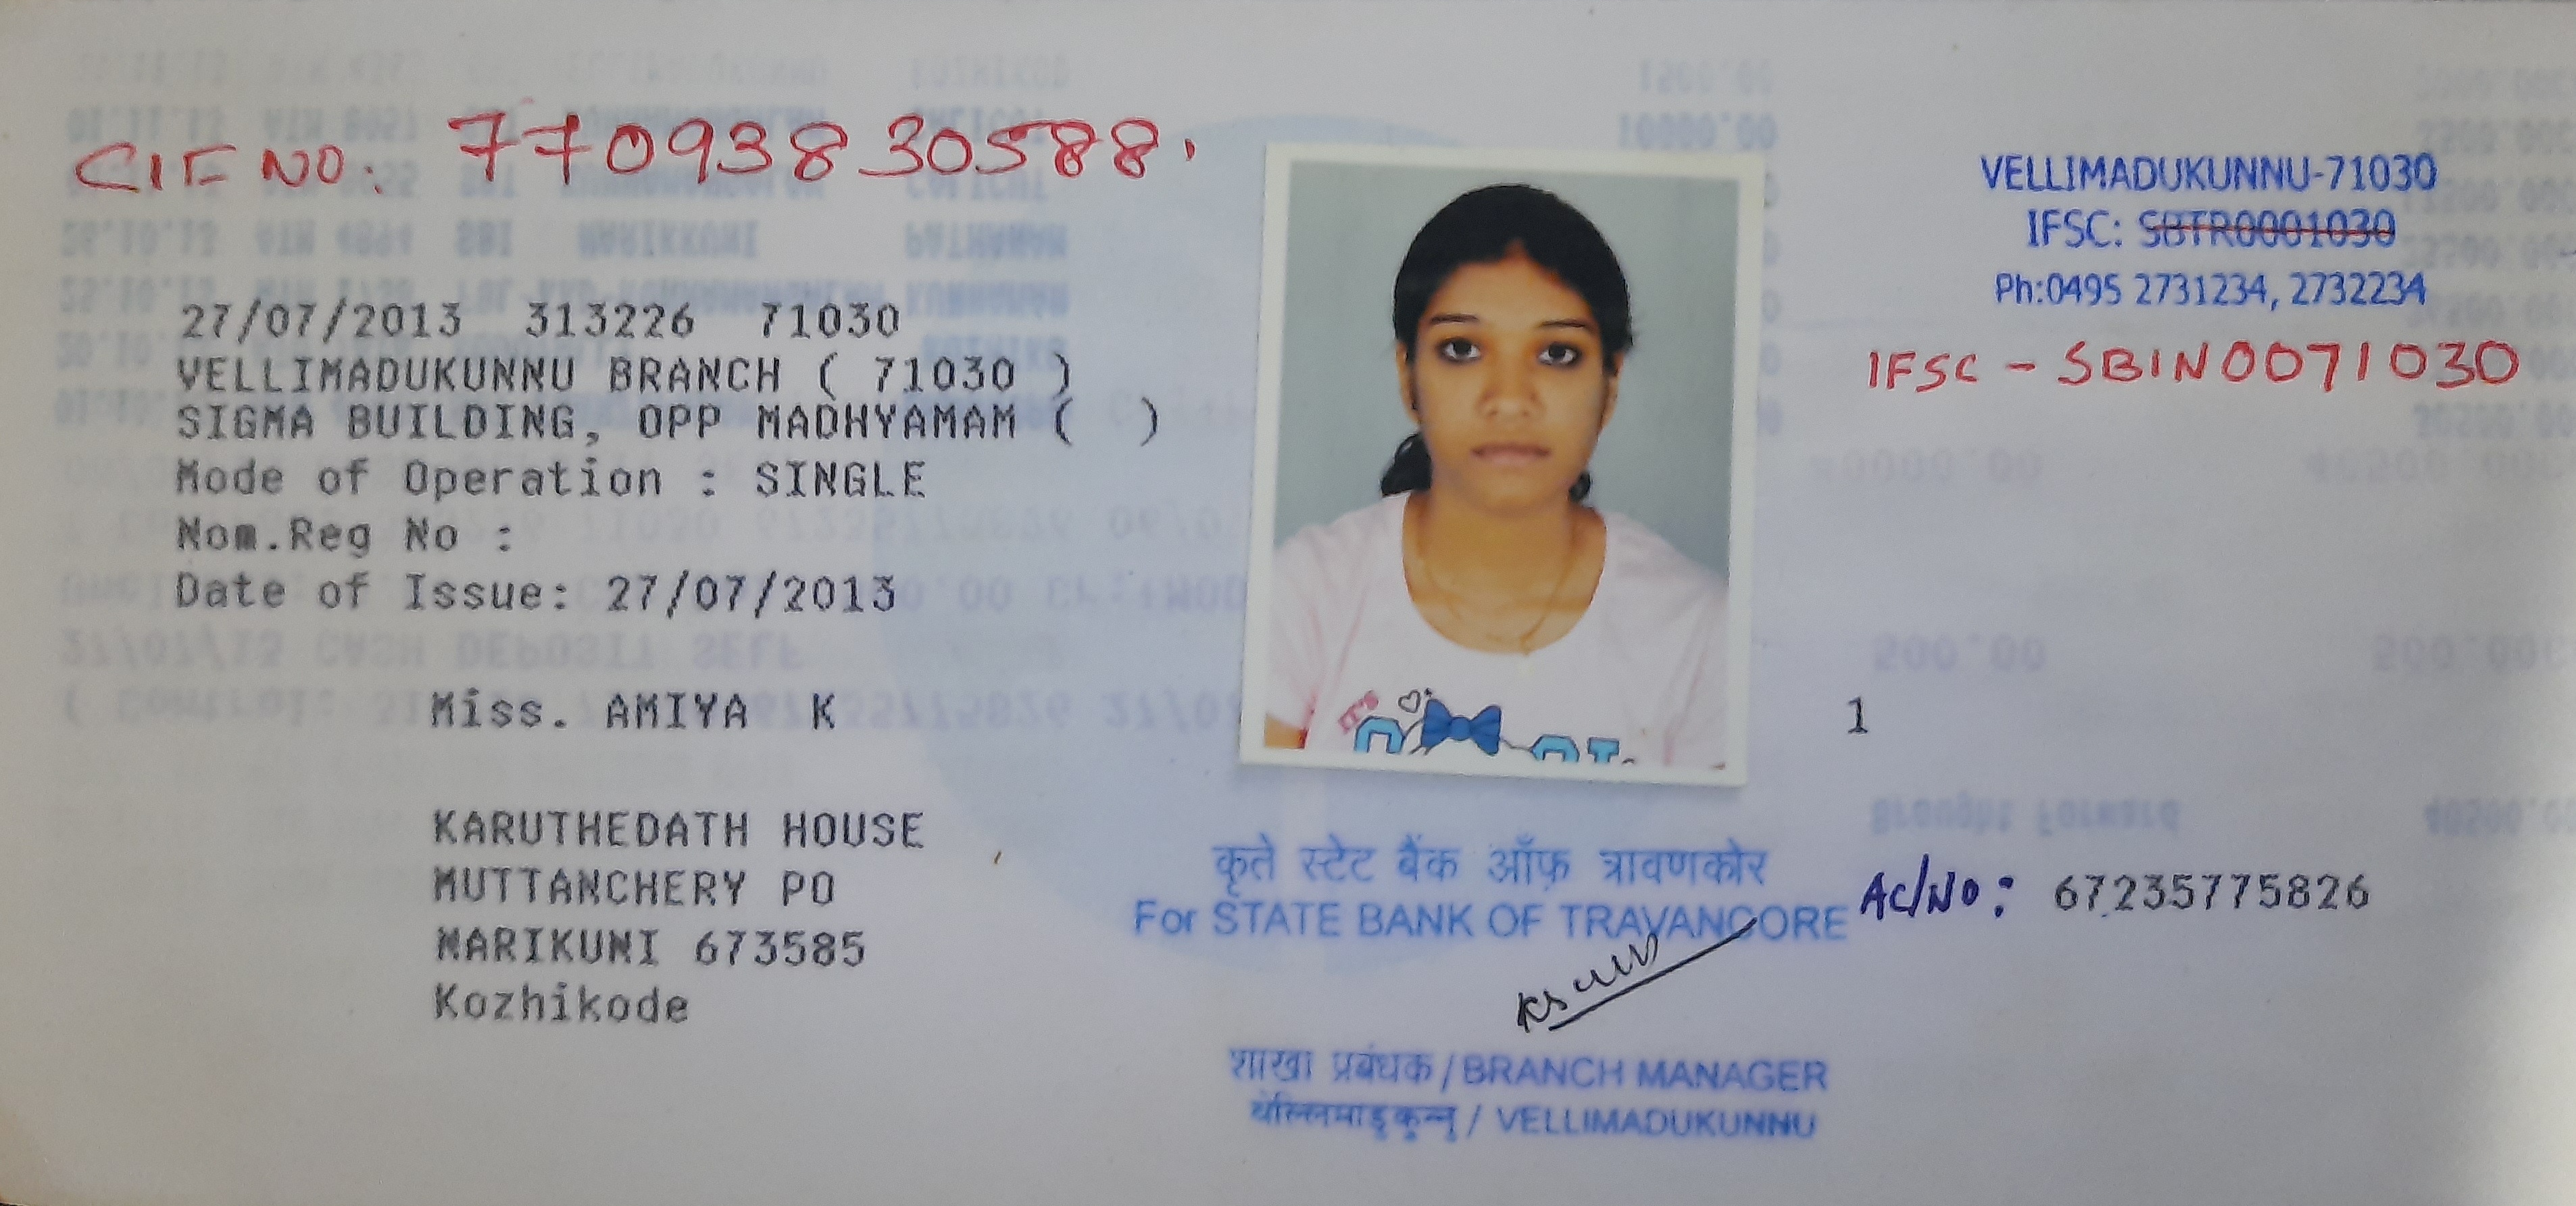 CIF NO: 77093830588.
VELLIMADUKUNNU-71030
IFSC: SBTR0001030
Ph:0495 2731234, 2732234
IFSC - SBIN0071030
27/07/2013 313226 71030
VELLIMADUKUNNU BRANCH ( 71030 )
SIGMA BUILDING, OPP MADHYAMAM ( )
Mode of Operation : SINGLE
Nom.Reg No :
Date of Issue: 27/07/2013
Miss. AMIYA K 1
KARUTHEDATH HOUSE
MUTTANCHERY PO
NARIKUNI 673585
Kozhikode
कृते स्टेट बैंक ऑफ़ त्रावणकोर
For STATE BANK OF TRAVANCORE
AC/No: 67235775826
शाखा प्रबंधक/BRANCH MANAGER
/ VELLIMADUKUNNU
IT'S